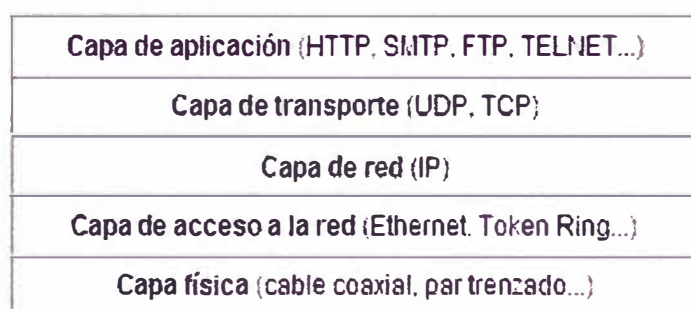 Capa de aplicación (HTTP, SMTP, FTP, TELNET...)
Capa de transporte (UDP, TCP)
Capa de red (IP)
Capa de acceso a la red (Ethernet. Token Ring...)
Capa física (cable coaxial, par trenzado...)